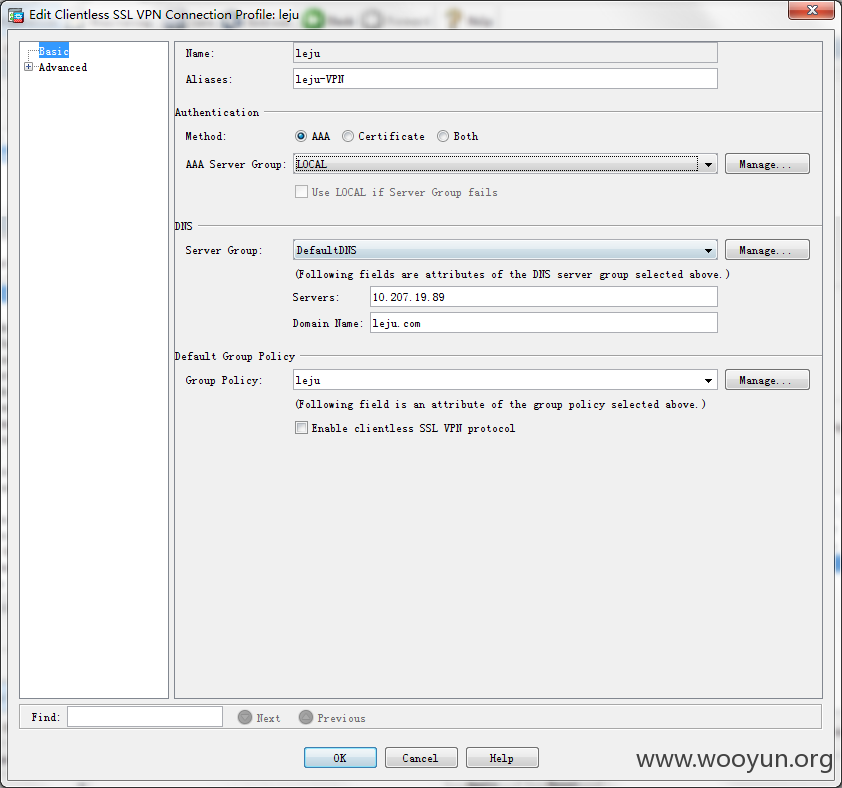 Edit Clientless SSL VPN Connection Profile: leju
Basic
Advanced
Name: leju
Aliases: leju-VPN
Authentication
Method: AAA Certificate Both
AAA Server Group: LOCAL Manage...
Use LOCAL if Server Group fails
DNS
Server Group: DefaultDNS Manage...
(Following fields are attributes of the DNS server group selected above.)
Servers: 10.207.19.89
Domain Name: leju.com
Default Group Policy
Group Policy: leju Manage...
(Following field is an attribute of the group policy selected above.)
Enable clientless SSL VPN protocol
Find: Next Previous
OK Cancel Help
www.wooyun.org